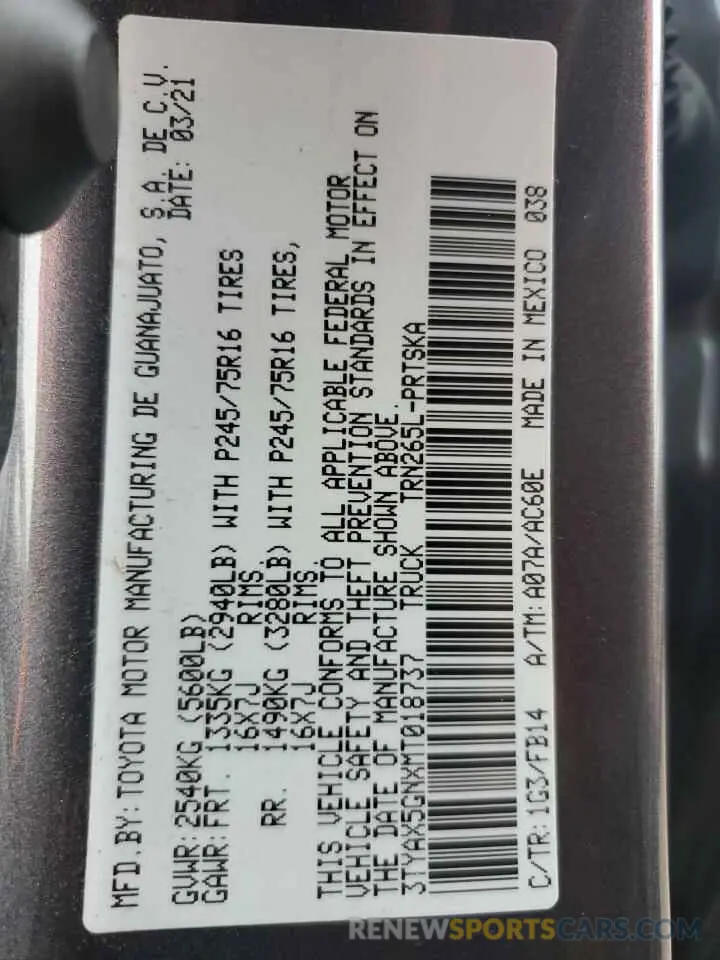 MFD.BY:TOYOTA MOTOR MANUFACTURING DE GUANAJUATO, S.A. DE C.V.
DATE: 03/21
GVWR:2540KG (5600LB)
GAWR:FRT. 1335KG (2940LB) WITH P245/75R16 TIRES
16X7J RIMS.
RR. 1490KG (3280LB) WITH P245/75R16 TIRES,
16X7J RIMS.
THIS VEHICLE CONFORMS TO ALL APPLICABLE FEDERAL MOTOR
VEHICLE SAFETY AND THEFT PREVENTION STANDARDS IN EFFECT ON
THE DATE OF MANUFACTURE SHOWN ABOVE.
3TYAX5GNXMT018737 TRUCK TRN265L-PRTSKA
C/TR:1G3/FB14 A/TM:A07A/AC60E MADE IN MEXICO 038
RENEWSPORTSCARS.COM